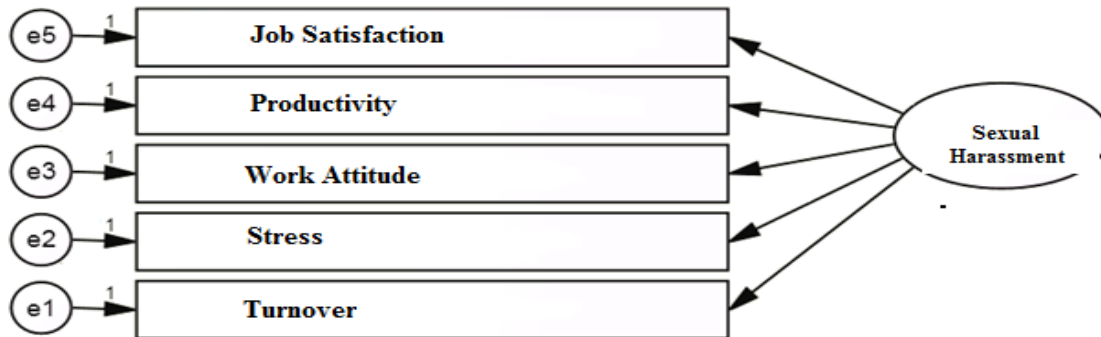 e5 1 Job Satisfaction
e4 1 Productivity
Sexual
Harassment
e3 1 Work Attitude
e2 1 Stress
e1 1 Turnover